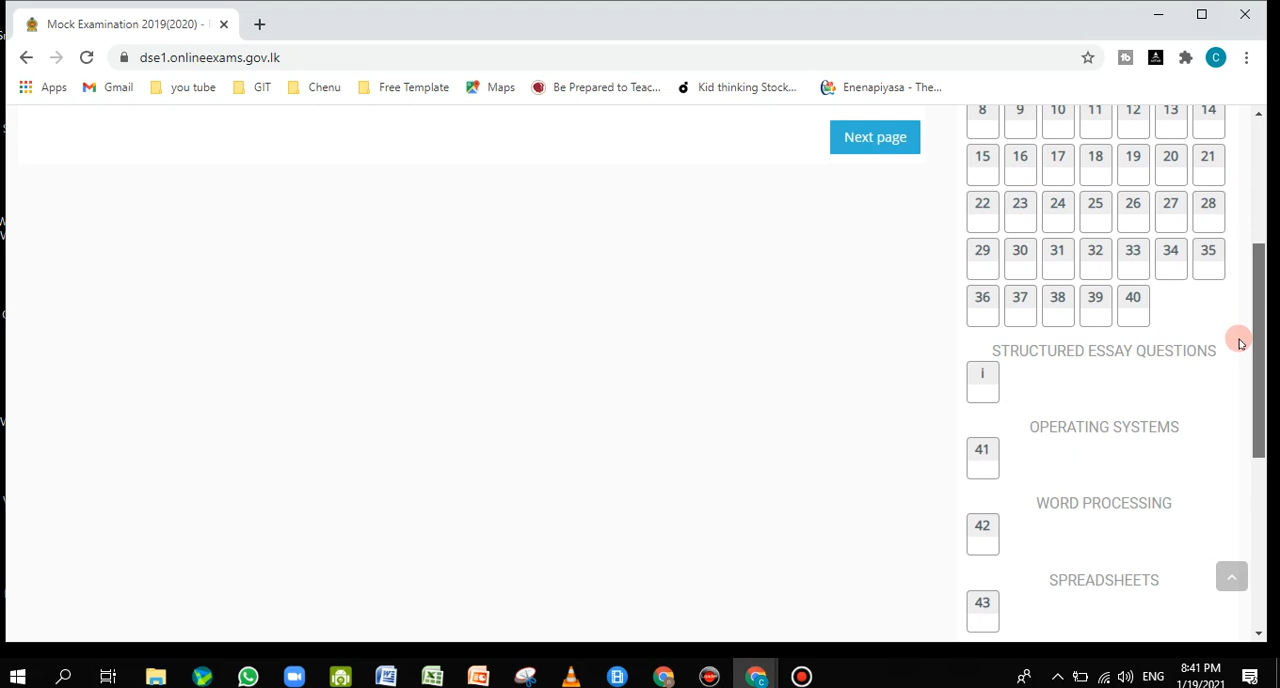 Mock Examination 2019(2020) -
dse1.onlineexams.gov.lk
Apps Gmail you tube GIT Chenu Free Template Maps Be Prepared to Teac... Kid thinking Stock... Enenapiyasa - The...
8 9 10 11 12 13 14
Next page
15 16 17 18 19 20 21
22 23 24 25 26 27 28
29 30 31 32 33 34 35
36 37 38 39 40
STRUCTURED ESSAY QUESTIONS
i
OPERATING SYSTEMS
41
WORD PROCESSING
42
SPREADSHEETS
43
ENG
8:41 PM
1/19/2021